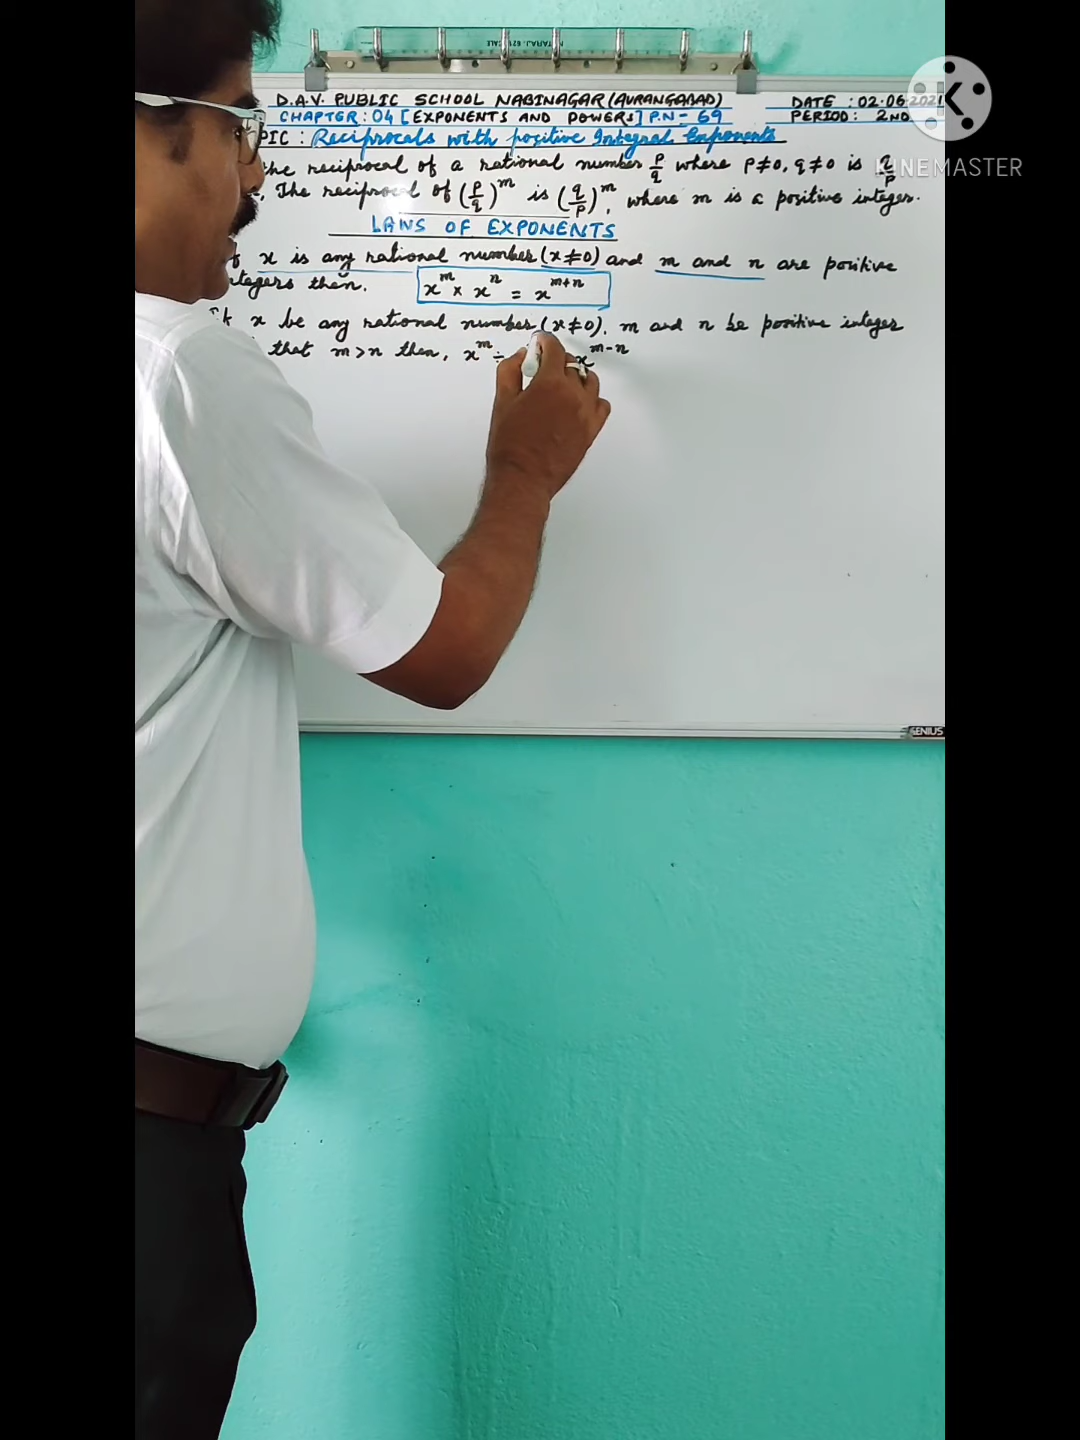 D.A.V. PUBLIC SCHOOL NABINAGAR (AURANGABAD) DATE : 02.06.2021
CHAPTER : 04 [EXPONENTS AND POWERS] P.N- 69 PERIOD: 2ND
: Reciprocals with positive Integral Exponents
the reciprocal of a rational number p/q where p≠0, q≠0 is q/p
The reciprocal of (p/q)^m is (q/p)^m, where m is a positive integer.
LAWS OF EXPONENTS
x is any rational number (x≠0) and m and n are positive
then. x^m × x^n = x^(m+n)
x be any rational number (x≠0). m and n be positive integer
that m>n then, x^m ÷ x^(m-n)
KINEMASTER
GENIUS